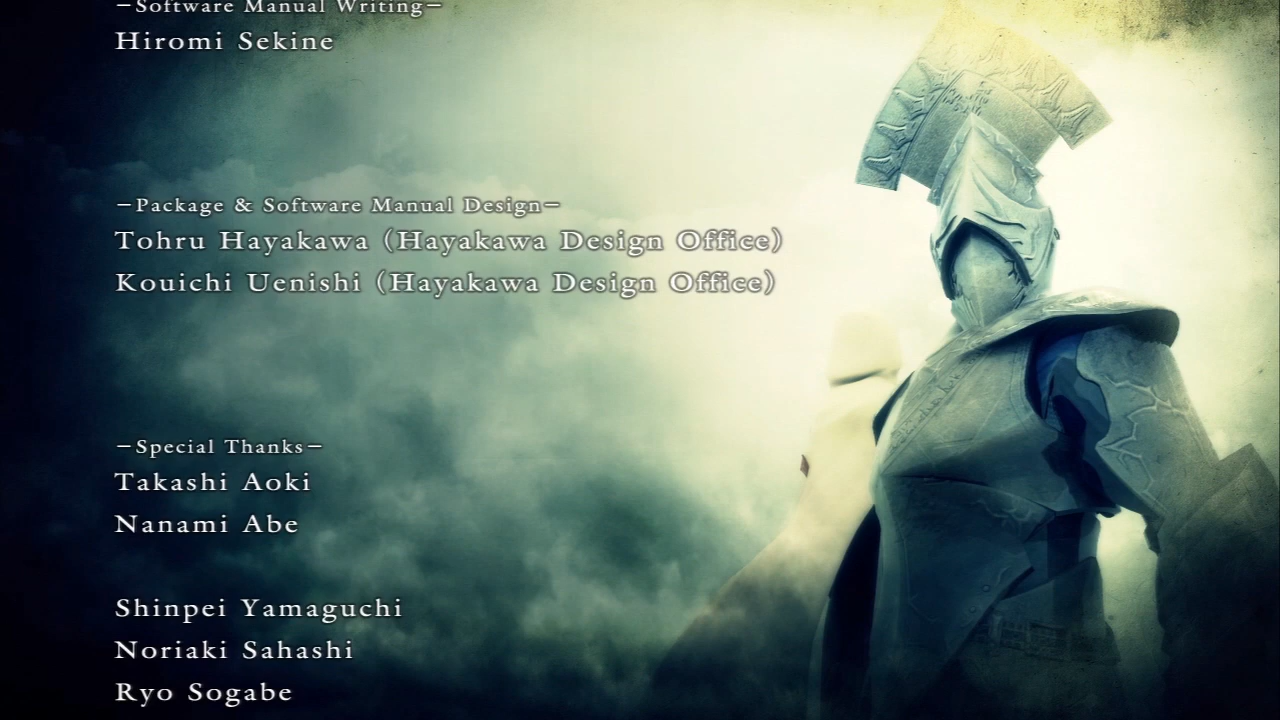 －Software Manual Writing－
Hiromi Sekine
－Package & Software Manual Design－
Tohru Hayakawa（Hayakawa Design Office）
Kouichi Uenishi（Hayakawa Design Office）
－Special Thanks－
Takashi Aoki
Nanami Abe
Shinpei Yamaguchi
Noriaki Sahashi
Ryo Sogabe